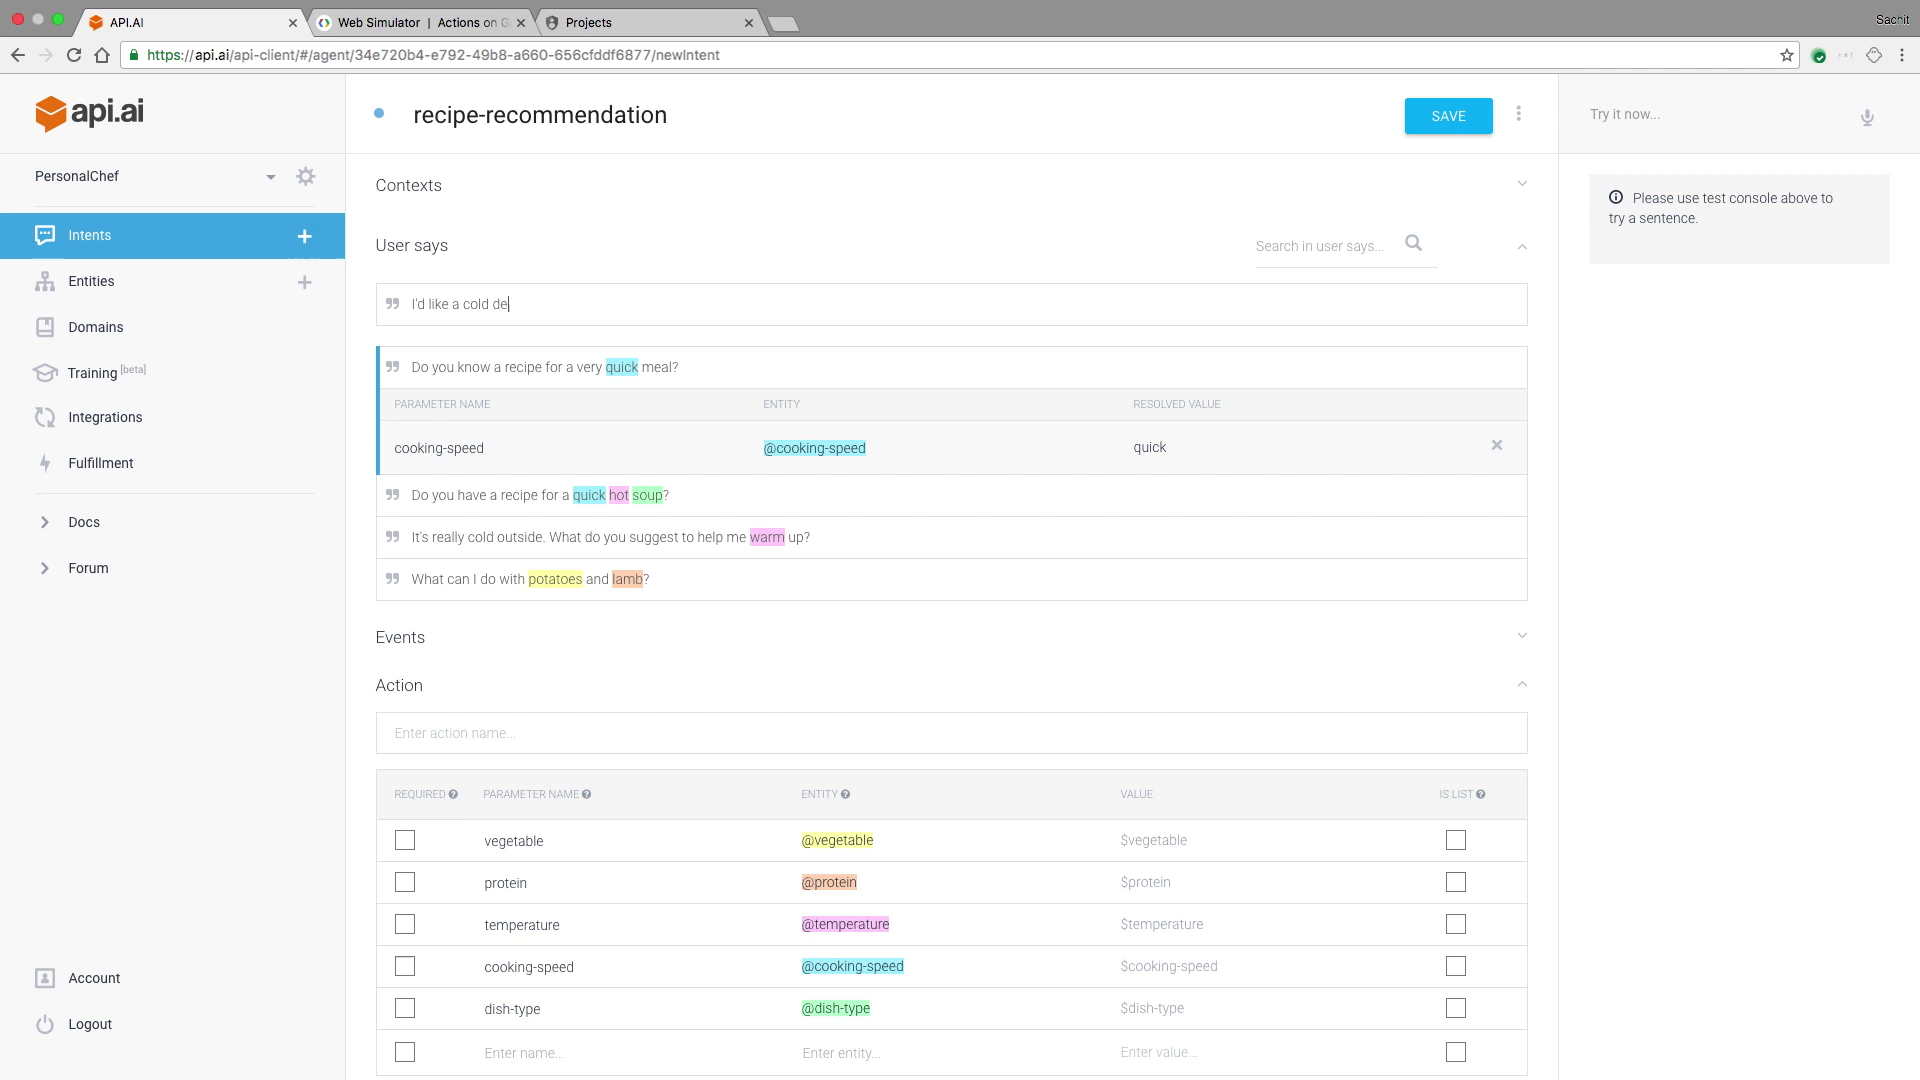 API.AI
Web Simulator | Actions on G
Projects
Sachit
https://api.ai/api-client/#/agent/34e720b4-e792-49b8-a660-656cfddf6877/newIntent
api.ai
recipe-recommendation
SAVE
Try it now...
PersonalChef
Contexts
Please use test console above to
try a sentence.
Intents
User says
Search in user says...
Entities
I'd like a cold de
Domains
Do you know a recipe for a very quick meal?
Training [beta]
PARAMETER NAME ENTITY RESOLVED VALUE
Integrations
cooking-speed @cooking-speed quick
Fulfillment
Do you have a recipe for a quick hot soup?
Docs
It's really cold outside. What do you suggest to help me warm up?
Forum
What can I do with potatoes and lamb?
Events
Action
Enter action name...
REQUIRED PARAMETER NAME ENTITY VALUE IS LIST
vegetable @vegetable $vegetable
protein @protein $protein
temperature @temperature $temperature
cooking-speed @cooking-speed $cooking-speed
Account
dish-type @dish-type $dish-type
Logout
Enter name... Enter entity... Enter value...